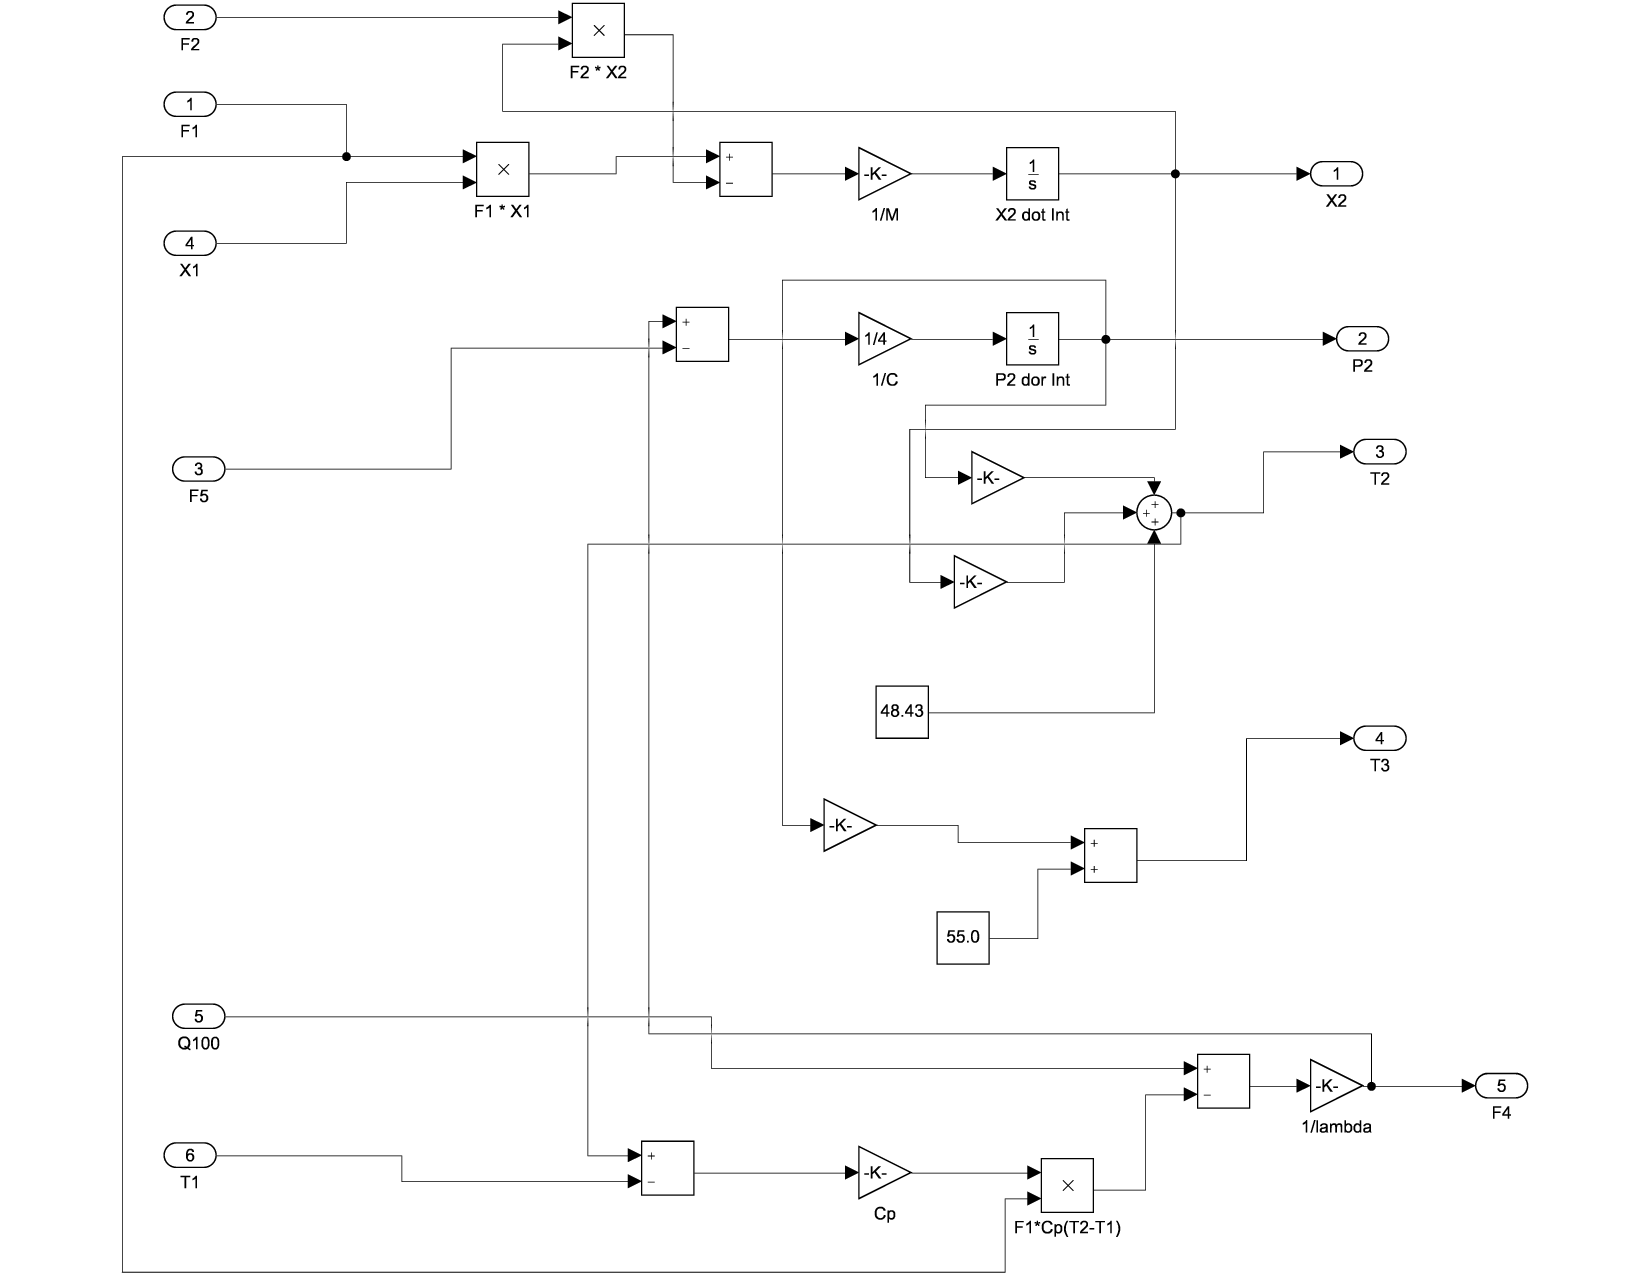 2
F2
×
F2 * X2
1
F1
×
F1 * X1
+
−
-K-
1/M
1
s
X2 dot Int
1
X2
4
X1
+
−
1/4
1/C
1
s
P2 dor Int
2
P2
3
F5
-K-
+
+
+
3
T2
-K-
48.43
4
T3
-K-
+
+
55.0
5
Q100
+
−
-K-
1/lambda
5
F4
6
T1
+
−
-K-
Cp
×
F1*Cp(T2-T1)